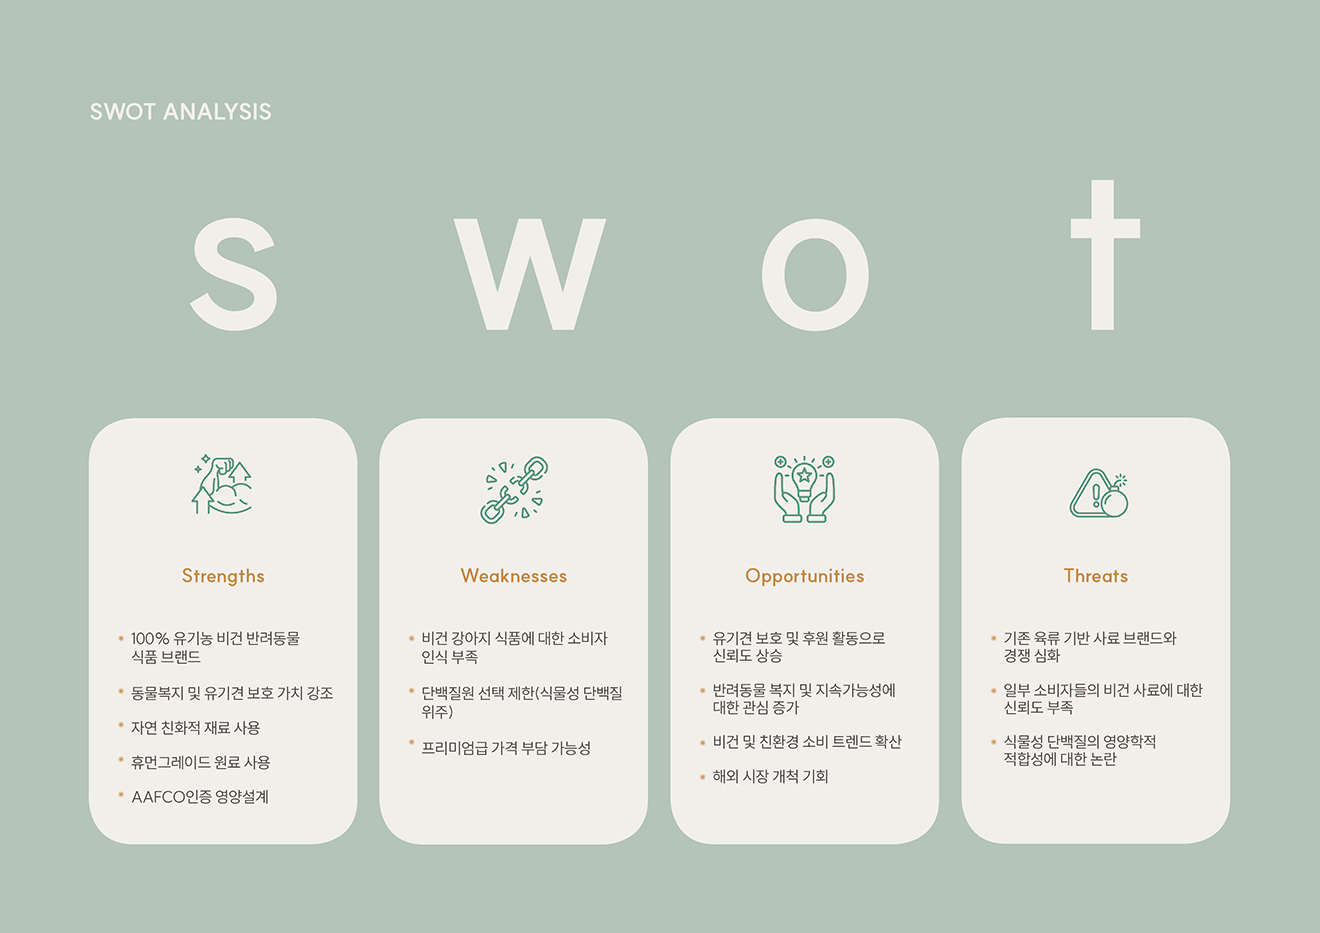 SWOT ANALYSIS
s w o t
Strengths
100% 유기농 비건 반려동물
식품 브랜드
동물복지 및 유기견 보호 가치 강조
자연 친화적 재료 사용
휴먼그레이드 원료 사용
AAFCO인증 영양설계
Weaknesses
비건 강아지 식품에 대한 소비자
인식 부족
단백질원 선택 제한(식물성 단백질
위주)
프리미엄급 가격 부담 가능성
Opportunities
유기견 보호 및 후원 활동으로
신뢰도 상승
반려동물 복지 및 지속가능성에
대한 관심 증가
비건 및 친환경 소비 트렌드 확산
해외 시장 개척 기회
Threats
기존 육류 기반 사료 브랜드와
경쟁 심화
일부 소비자들의 비건 사료에 대한
신뢰도 부족
식물성 단백질의 영양학적
적합성에 대한 논란